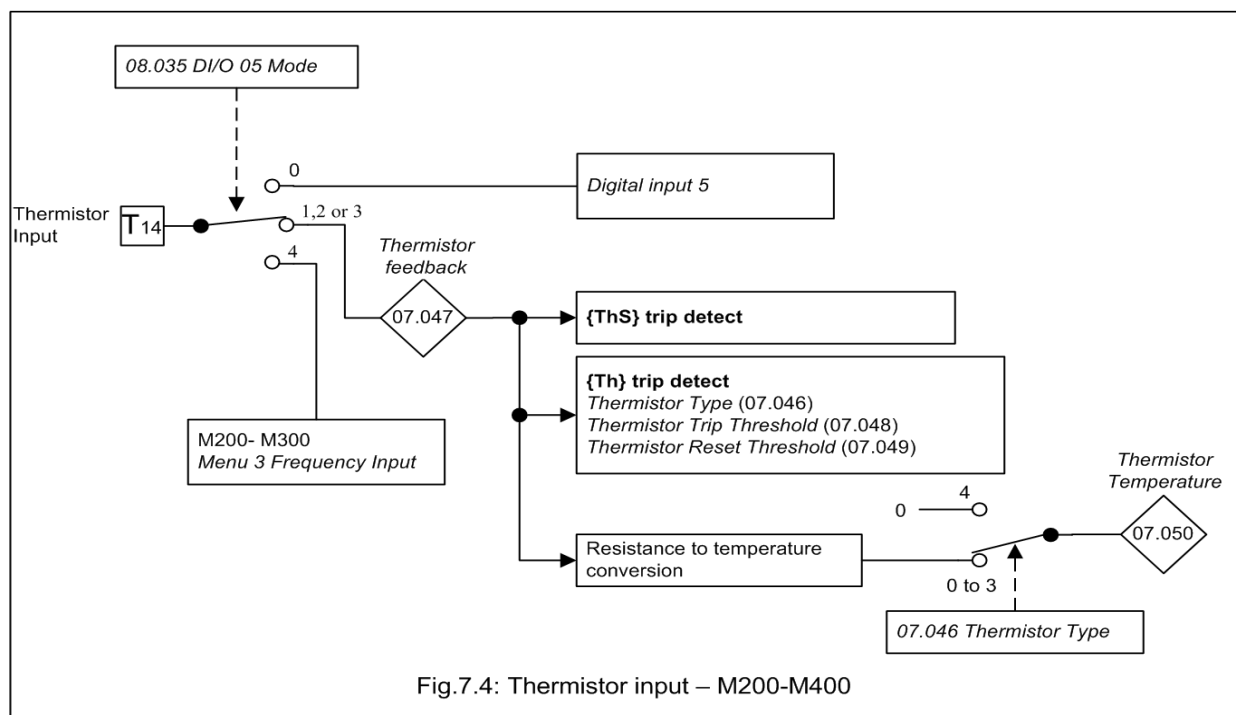 08.035 DI/O 05 Mode
0
Digital input 5
Thermistor
Input
T14
1,2 or 3
4
Thermistor
feedback
07.047
{ThS} trip detect
{Th} trip detect
Thermistor Type (07.046)
Thermistor Trip Threshold (07.048)
Thermistor Reset Threshold (07.049)
M200- M300
Menu 3 Frequency Input
Thermistor
Temperature
4
0
07.050
Resistance to temperature
conversion
0 to 3
07.046 Thermistor Type
Fig.7.4: Thermistor input – M200-M400